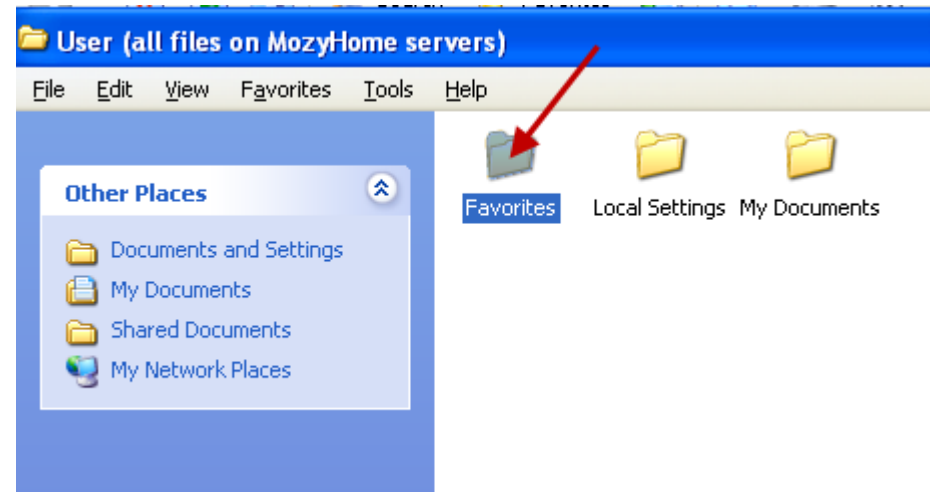 User (all files on MozyHome servers)
File Edit View Favorites Tools Help
Other Places
Documents and Settings
My Documents
Shared Documents
My Network Places
Favorites Local Settings My Documents